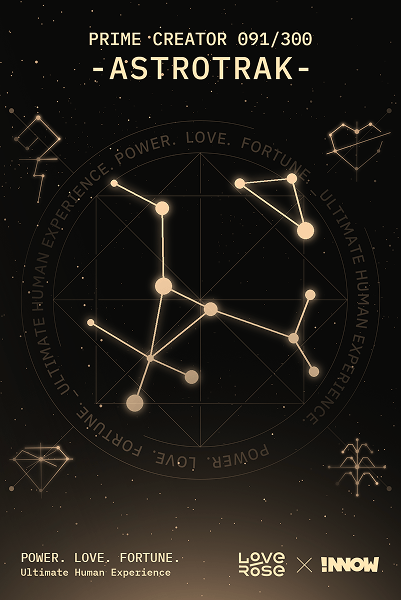 PRIME CREATOR 091/300
-ASTROTRAK-
POWER. LOVE. FORTUNE. - ULTIMATE HUMAN EXPERIENCE.
POWER. LOVE. FORTUNE - ULTIMATE HUMAN EXPERIENCE.
POWER. LOVE. FORTUNE.
Ultimate Human Experience
LOVE
ROSE
INNOW